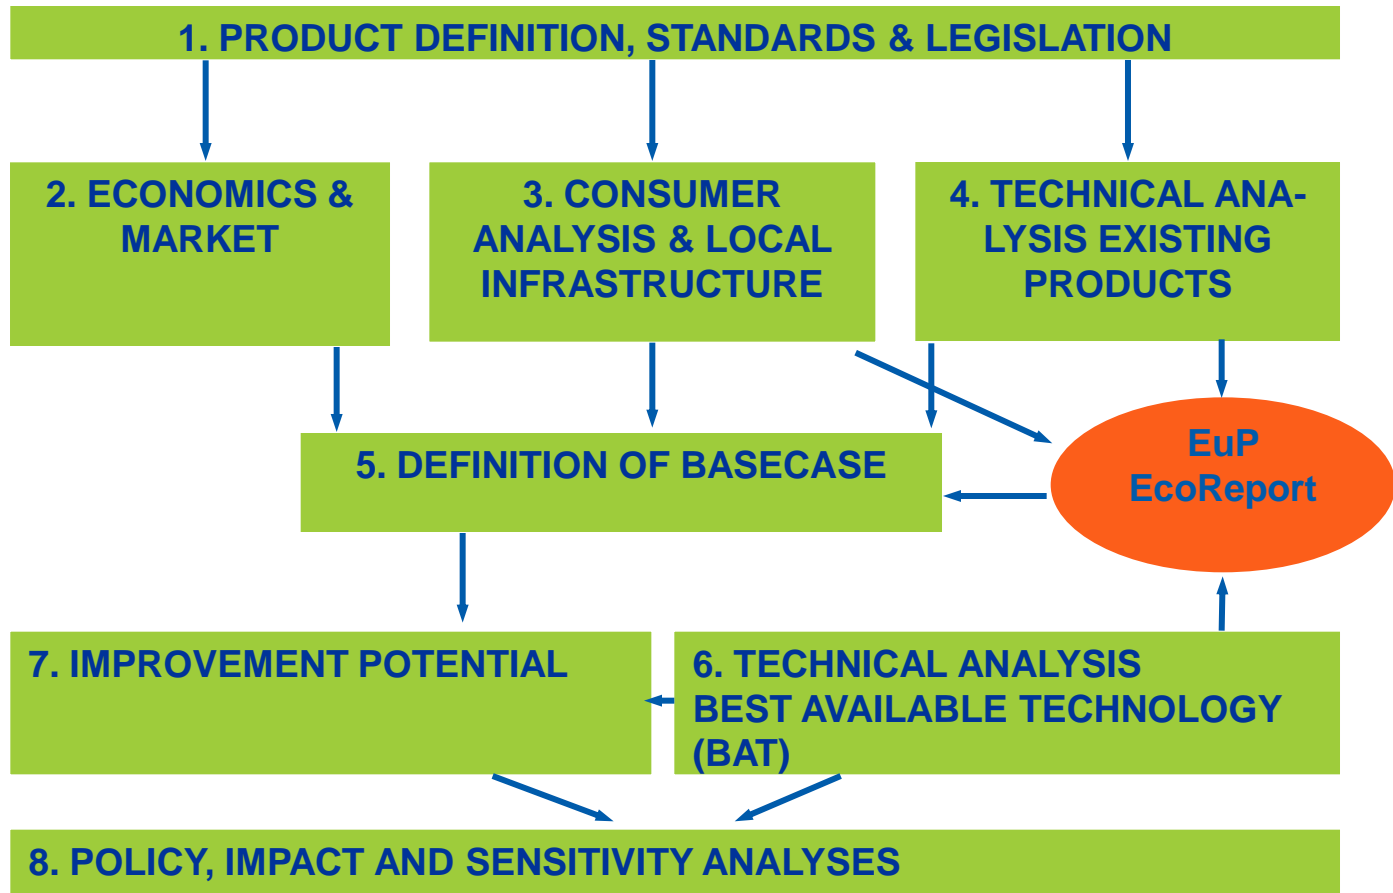 1. PRODUCT DEFINITION, STANDARDS & LEGISLATION
2. ECONOMICS &
MARKET
3. CONSUMER
ANALYSIS & LOCAL
INFRASTRUCTURE
4. TECHNICAL ANA-
LYSIS EXISTING
PRODUCTS
5. DEFINITION OF BASECASE
EuP
EcoReport
7. IMPROVEMENT POTENTIAL
6. TECHNICAL ANALYSIS
BEST AVAILABLE TECHNOLOGY
(BAT)
8. POLICY, IMPACT AND SENSITIVITY ANALYSES